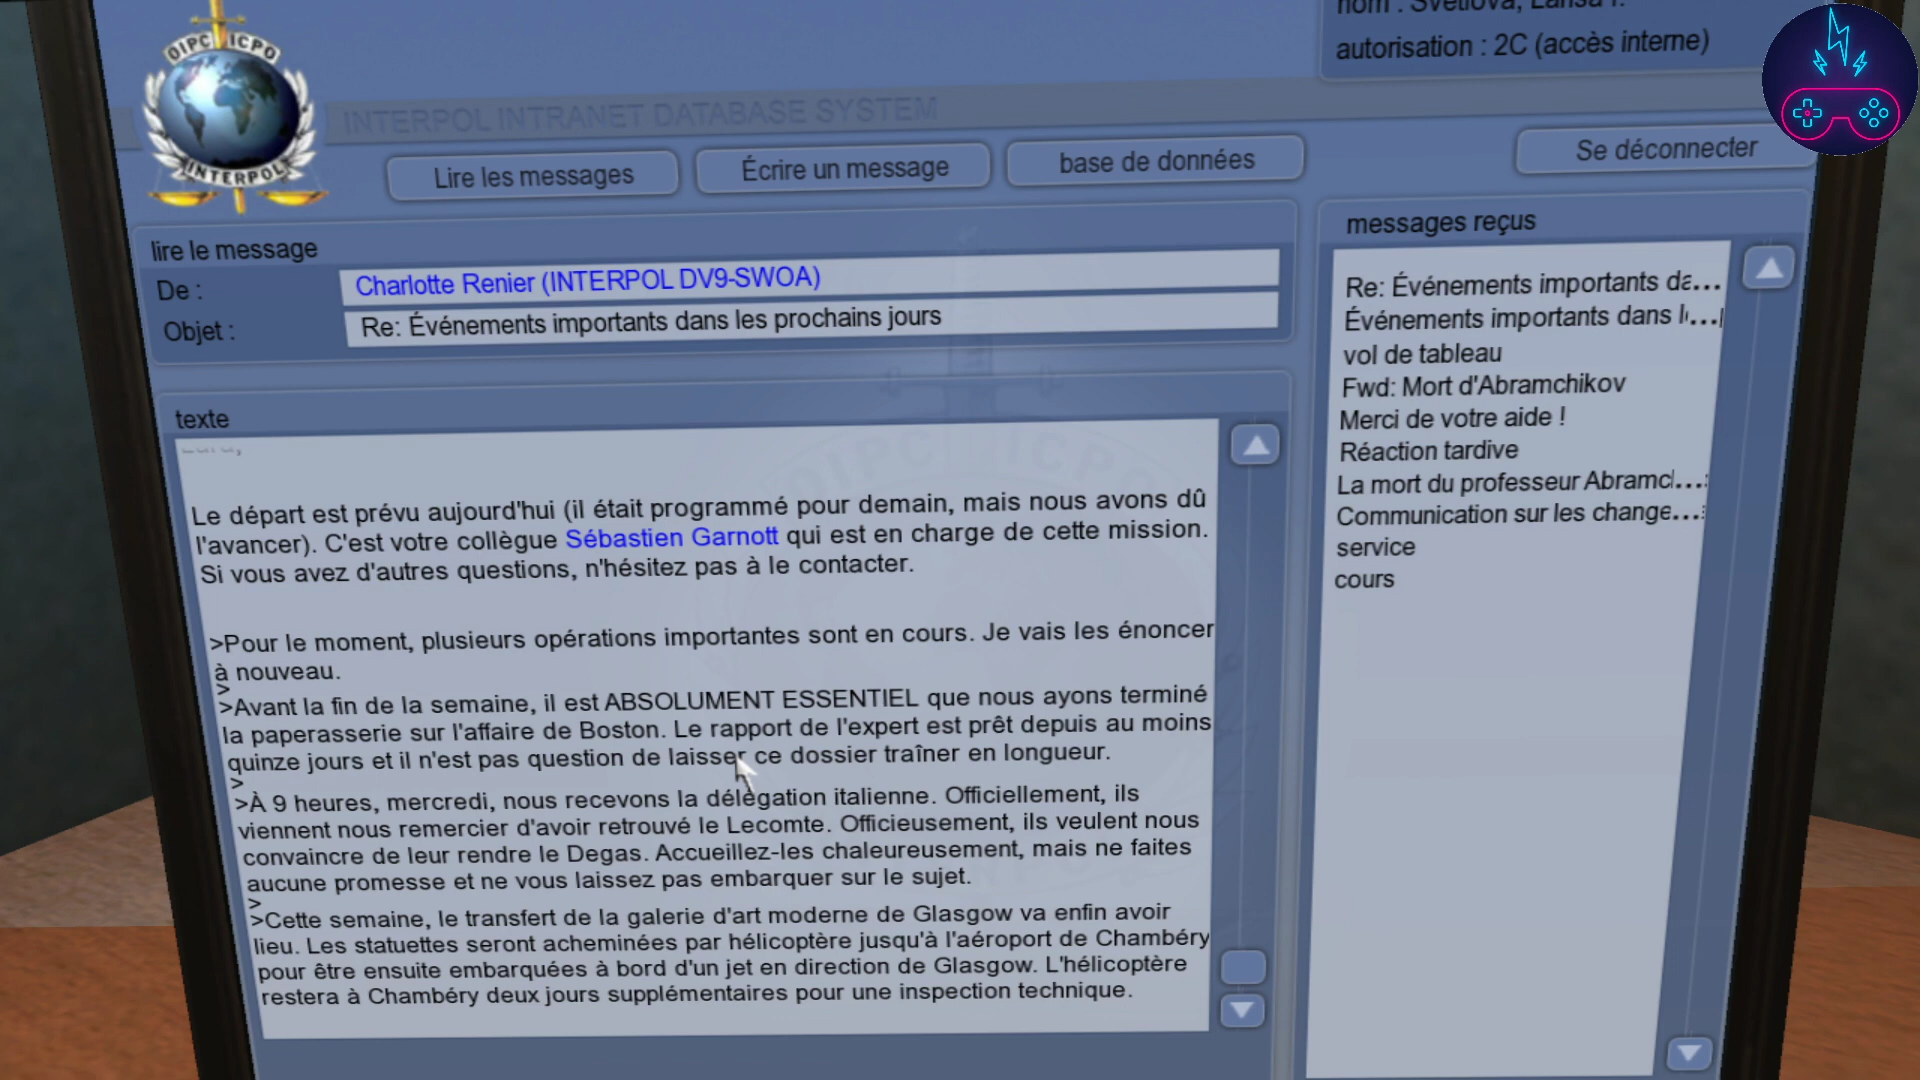 autorisation : 2C (accès interne)
OIPC ICPO
INTERPOL
INTERPOL INTRANET DATABASE SYSTEM
Lire les messages
Écrire un message
base de données
Se déconnecter
lire le message
De :
Charlotte Renier (INTERPOL DV9-SWOA)
Objet :
Re: Événements importants dans les prochains jours
texte
Le départ est prévu aujourd'hui (il était programmé pour demain, mais nous avons dû
l'avancer). C'est votre collègue Sébastien Garnott qui est en charge de cette mission.
Si vous avez d'autres questions, n'hésitez pas à le contacter.
>Pour le moment, plusieurs opérations importantes sont en cours. Je vais les énoncer
à nouveau.
>
>Avant la fin de la semaine, il est ABSOLUMENT ESSENTIEL que nous ayons terminé
la paperasserie sur l'affaire de Boston. Le rapport de l'expert est prêt depuis au moins
quinze jours et il n'est pas question de laisser ce dossier traîner en longueur.
>
>À 9 heures, mercredi, nous recevons la délégation italienne. Officiellement, ils
viennent nous remercier d'avoir retrouvé le Lecomte. Officieusement, ils veulent nous
convaincre de leur rendre le Degas. Accueillez-les chaleureusement, mais ne faites
aucune promesse et ne vous laissez pas embarquer sur le sujet.
>
>Cette semaine, le transfert de la galerie d'art moderne de Glasgow va enfin avoir
lieu. Les statuettes seront acheminées par hélicoptère jusqu'à l'aéroport de Chambéry
pour être ensuite embarquées à bord d'un jet en direction de Glasgow. L'hélicoptère
restera à Chambéry deux jours supplémentaires pour une inspection technique.
messages reçus
Re: Événements importants da...
Événements importants dans l...
vol de tableau
Fwd: Mort d'Abramchikov
Merci de votre aide !
Réaction tardive
La mort du professeur Abramc...
Communication sur les change...
service
cours